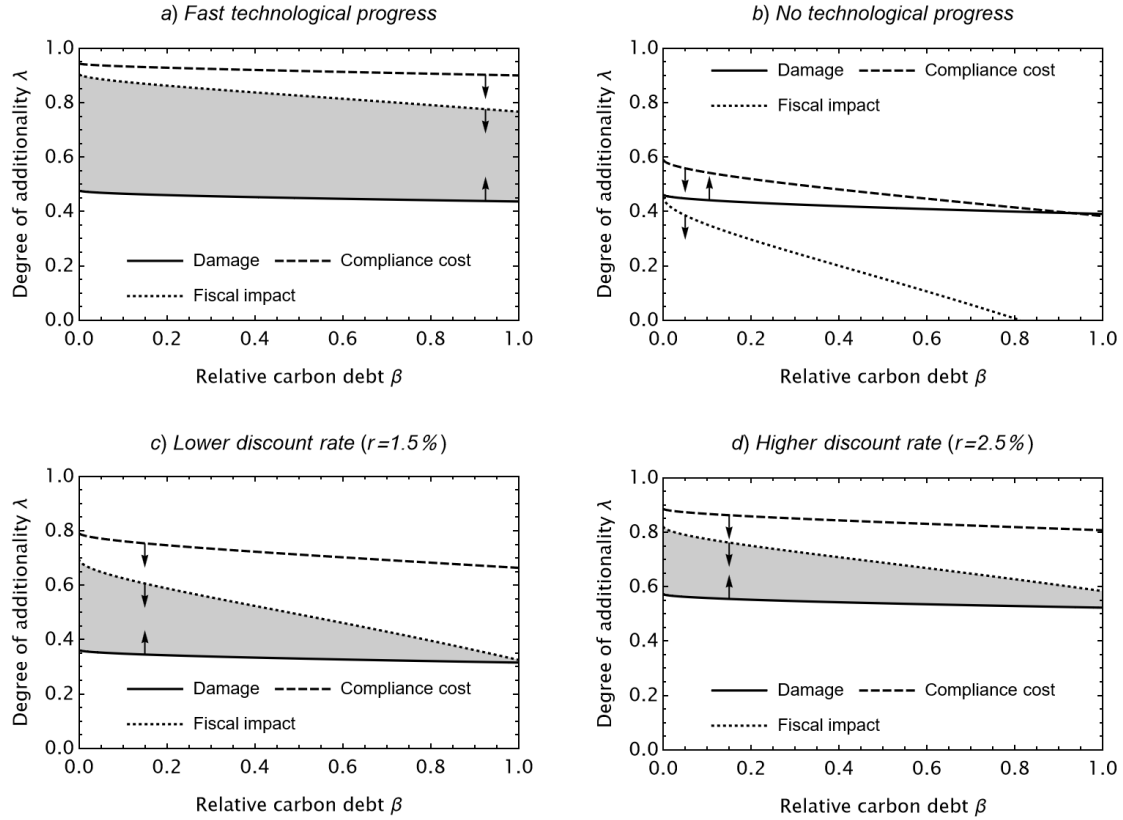 a) Fast technological progress
1.0
0.8
0.6
0.4
0.2
0.0
Degree of additionality λ
Damage
Compliance cost
Fiscal impact
0.0 0.2 0.4 0.6 0.8 1.0
Relative carbon debt β
b) No technological progress
1.0
0.8
0.6
0.4
0.2
0.0
Degree of additionality λ
Damage
Compliance cost
Fiscal impact
0.0 0.2 0.4 0.6 0.8 1.0
Relative carbon debt β
c) Lower discount rate (r=1.5%)
1.0
0.8
0.6
0.4
0.2
0.0
Degree of additionality λ
Damage
Compliance cost
Fiscal impact
0.0 0.2 0.4 0.6 0.8 1.0
Relative carbon debt β
d) Higher discount rate (r=2.5%)
1.0
0.8
0.6
0.4
0.2
0.0
Degree of additionality λ
Damage
Compliance cost
Fiscal impact
0.0 0.2 0.4 0.6 0.8 1.0
Relative carbon debt β